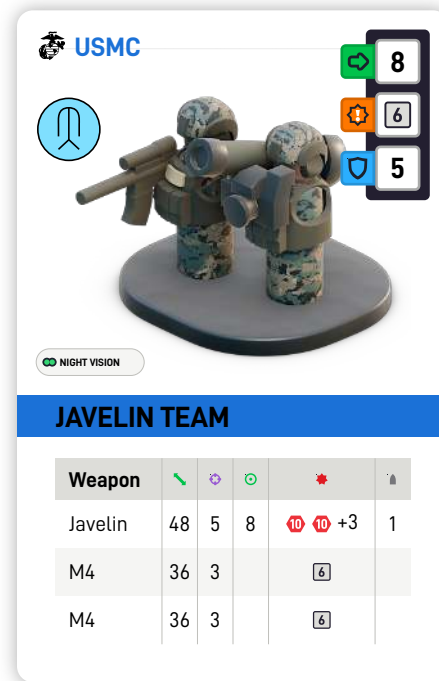 USMC
8
6
5
NIGHT VISION
JAVELIN TEAM
Weapon
Javelin 48 5 8 10 10 +3 1
M4 36 3 6
M4 36 3 6